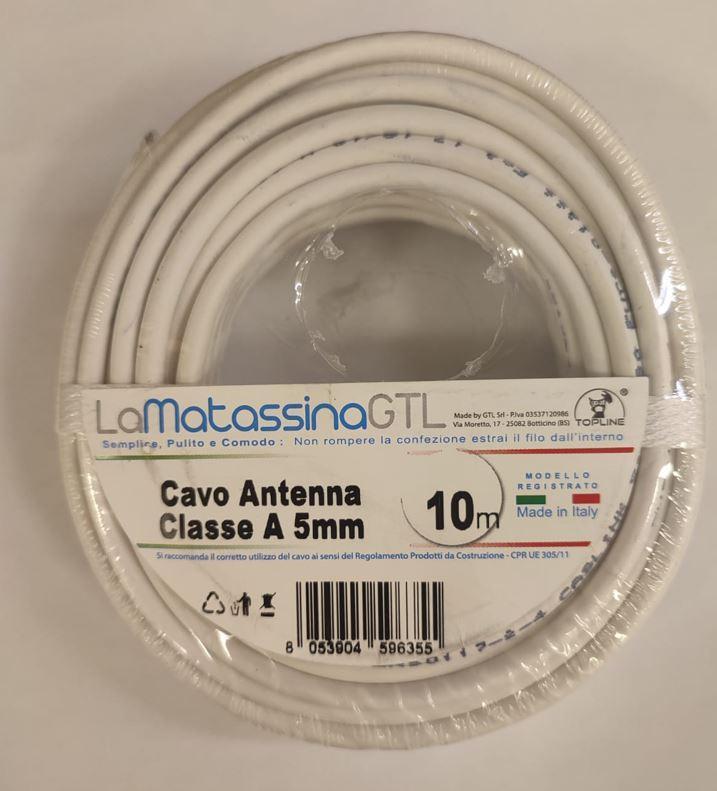 LaMatassinaGTL
Made by GTL Srl - P.Iva 03537120986
Via Moretto, 17 - 25082 Botticino (BS)
TOPLINE
®
Semplice, Pulito e Comodo : Non rompere la confezione estrai il filo dall'interno
Cavo Antenna
Classe A 5mm
10m
MODELLO
REGISTRATO
Made in Italy
Si raccomanda il corretto utilizzo del cavo ai sensi del Regolamento Prodotti da Costruzione - CPR UE 305/11
8 053904 596355